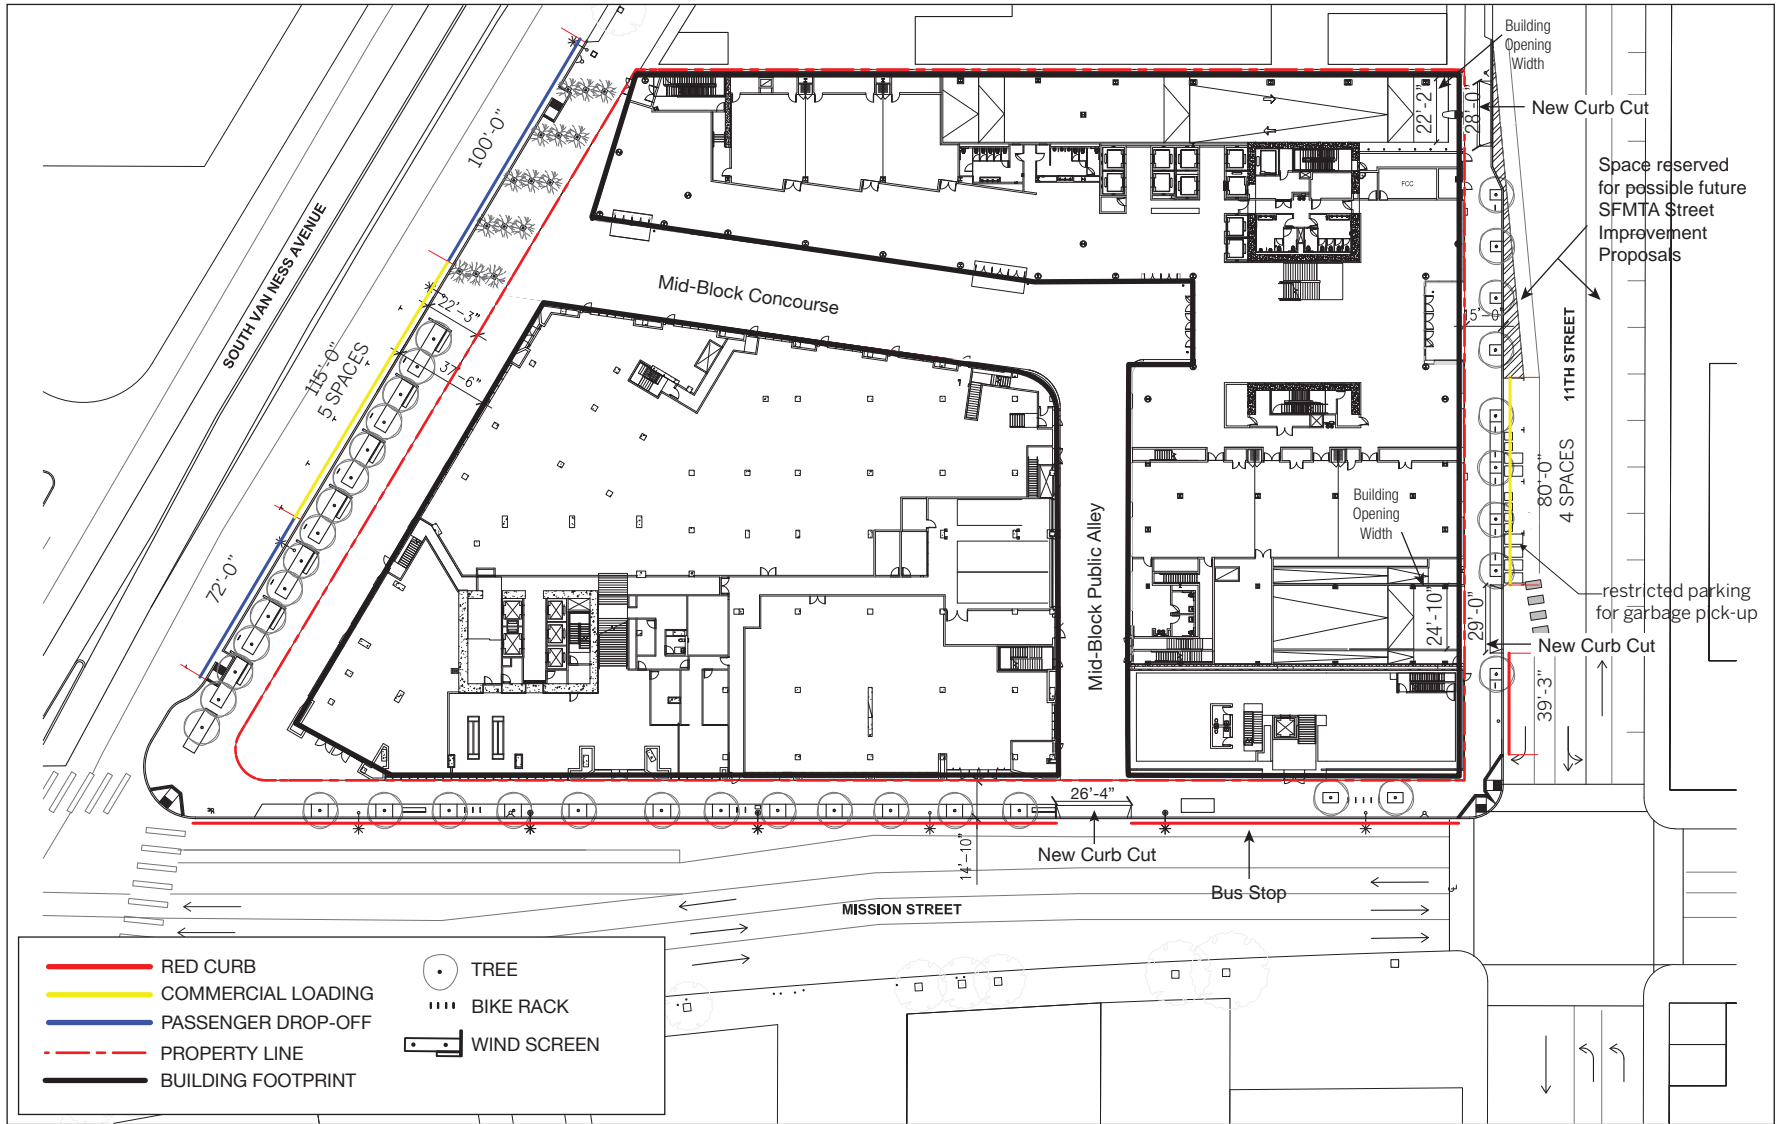 Building
Opening
Width
New Curb Cut
22'-2"
28'-0"
100'-0"
Space reserved
for possible future
SFMTA Street
Improvement
Proposals
FCC
SOUTH VAN NESS AVENUE
Mid-Block Concourse
22'-3"
15'-0"
115'-0"
5 SPACES
37'-6"
11TH STREET
80'-0"
4 SPACES
Building
Opening
Width
Mid-Block Public Alley
72'-0"
24'-10"
29'-0"
restricted parking
for garbage pick-up
New Curb Cut
39'-3"
26'-4"
14'-10"
New Curb Cut
Bus Stop
MISSION STREET
RED CURB
COMMERCIAL LOADING
PASSENGER DROP-OFF
PROPERTY LINE
BUILDING FOOTPRINT
TREE
BIKE RACK
WIND SCREEN